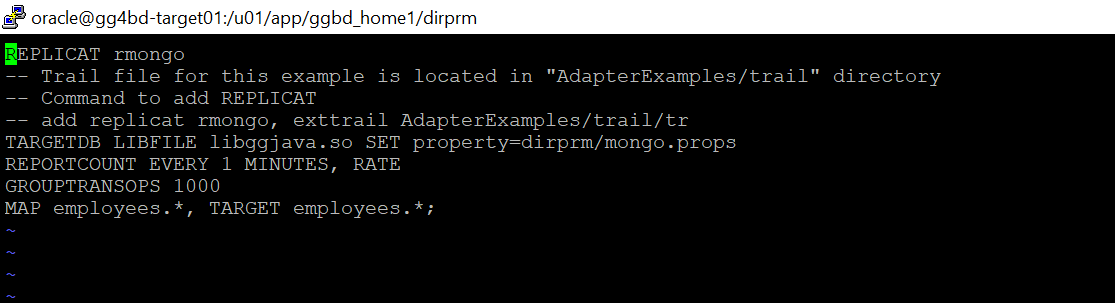 oracle@gg4bd-target01:/u01/app/ggbd_home1/dirprm
REPLICAT rmongo
-- Trail file for this example is located in "AdapterExamples/trail" directory
-- Command to add REPLICAT
-- add replicat rmongo, exttrail AdapterExamples/trail/tr
TARGETDB LIBFILE libggjava.so SET property=dirprm/mongo.props
REPORTCOUNT EVERY 1 MINUTES, RATE
GROUPTRANSOPS 1000
MAP employees.*, TARGET employees.*;
~
~
~
~